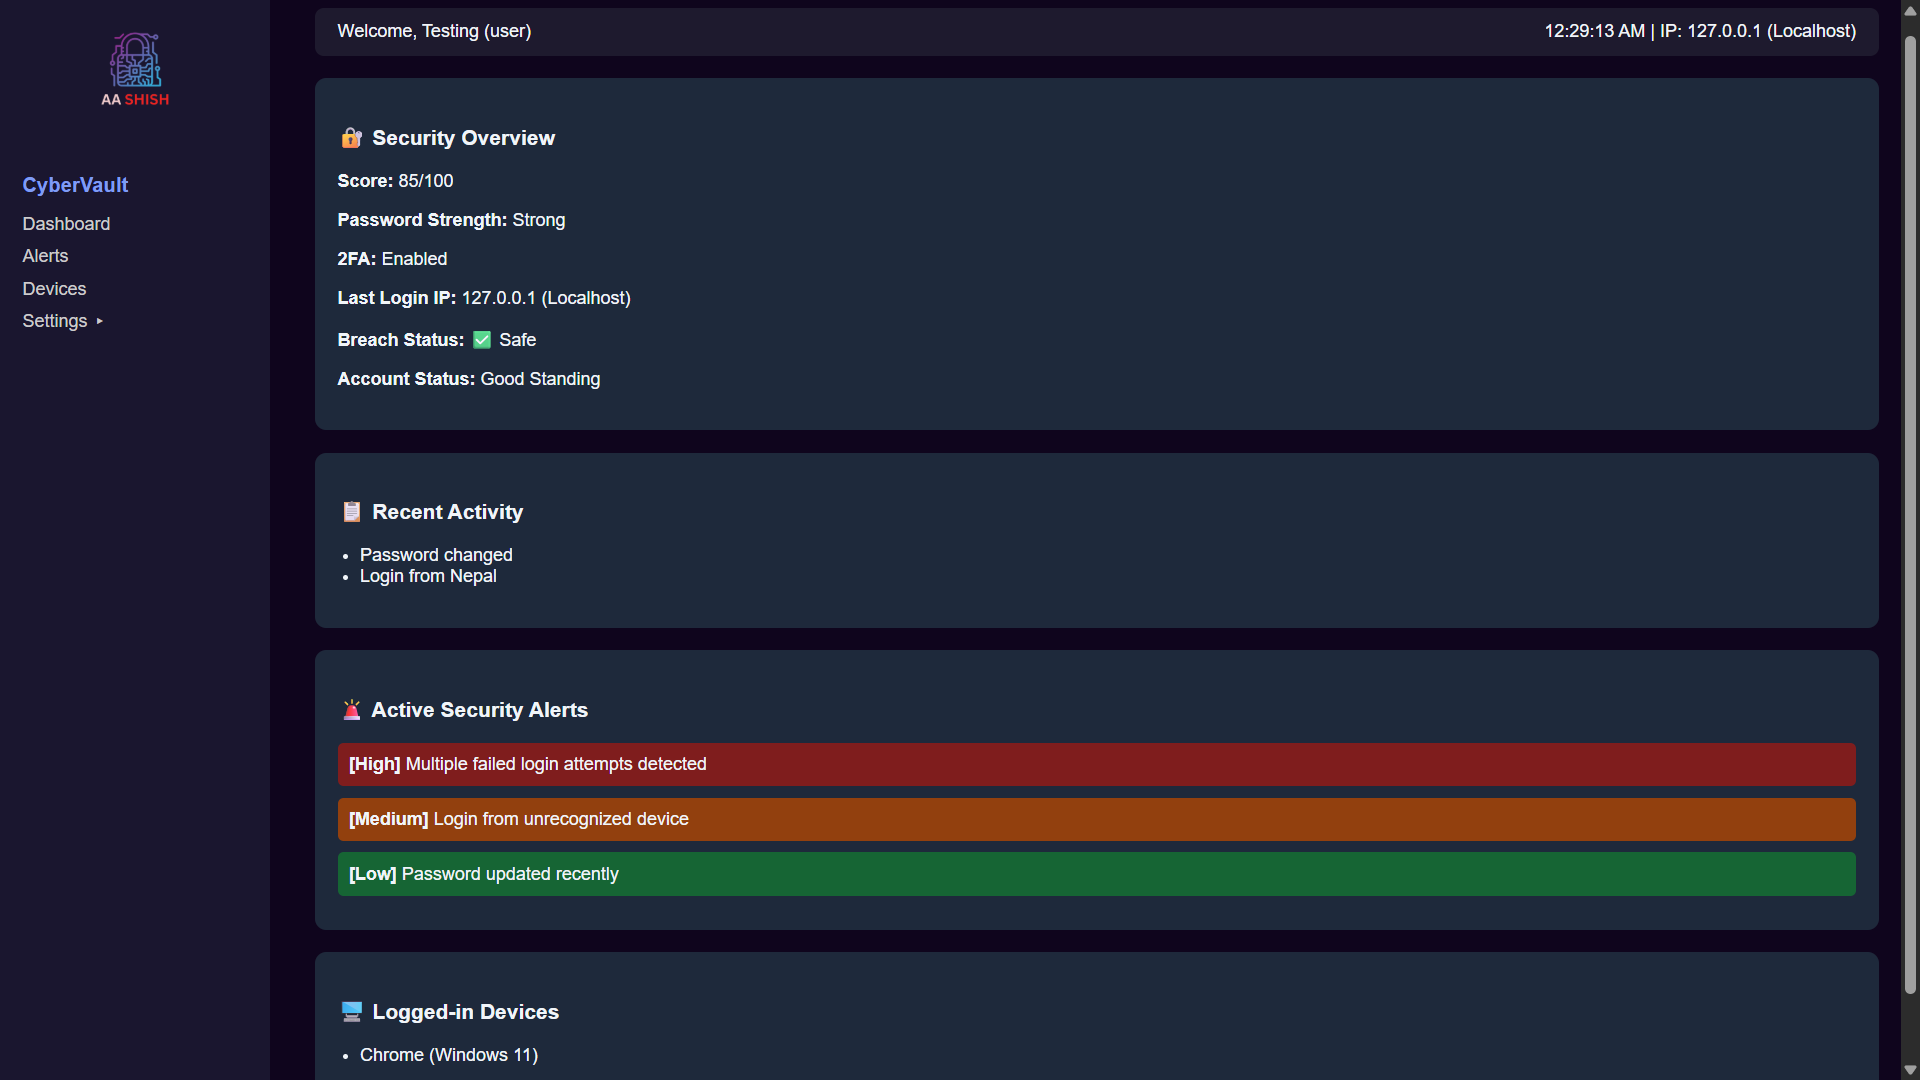 AA SHISH
CyberVault
Dashboard
Alerts
Devices
Settings ▸
Welcome, Testing (user)
12:29:13 AM | IP: 127.0.0.1 (Localhost)
🔐 Security Overview
Score: 85/100
Password Strength: Strong
2FA: Enabled
Last Login IP: 127.0.0.1 (Localhost)
Breach Status: ✅ Safe
Account Status: Good Standing
📋 Recent Activity
• Password changed
• Login from Nepal
🚨 Active Security Alerts
[High] Multiple failed login attempts detected
[Medium] Login from unrecognized device
[Low] Password updated recently
🖥️ Logged-in Devices
• Chrome (Windows 11)